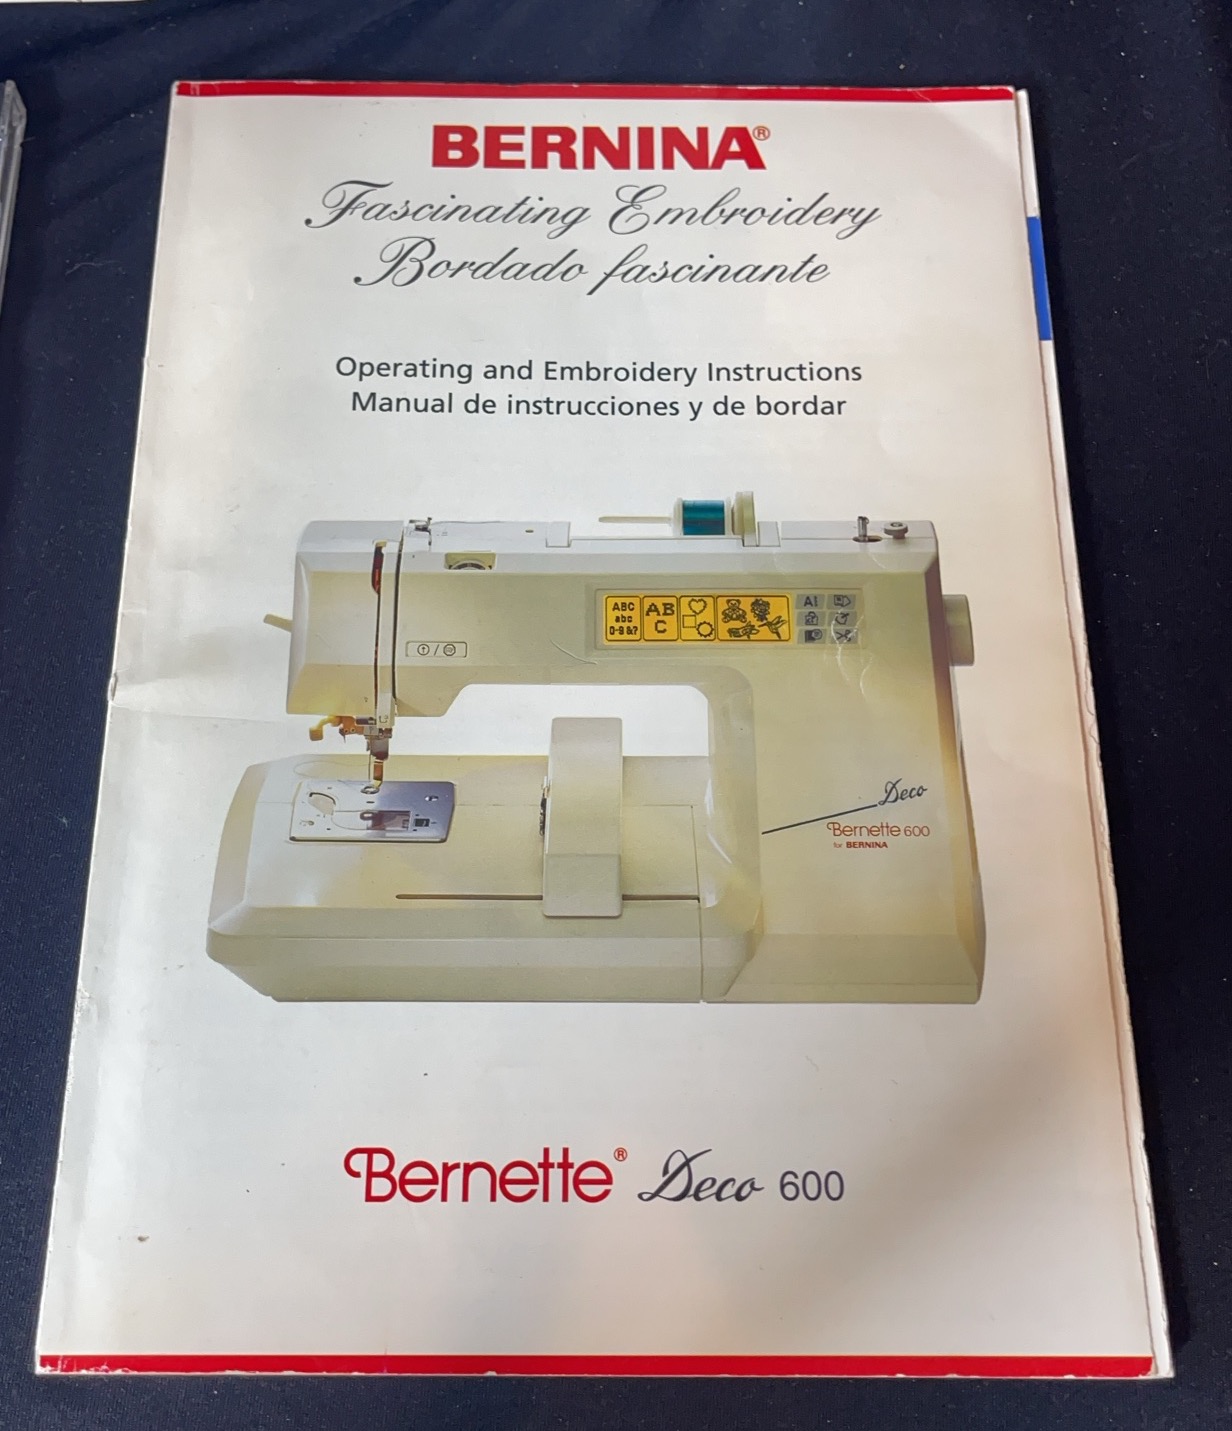 BERNINA®
Fascinating Embroidery
Bordado fascinante
Operating and Embroidery Instructions
Manual de instrucciones y de bordar
ABC
abc
0-9 &?
AB
C
A
Deco
Bernette 600
for BERNINA
Bernette® Deco 600